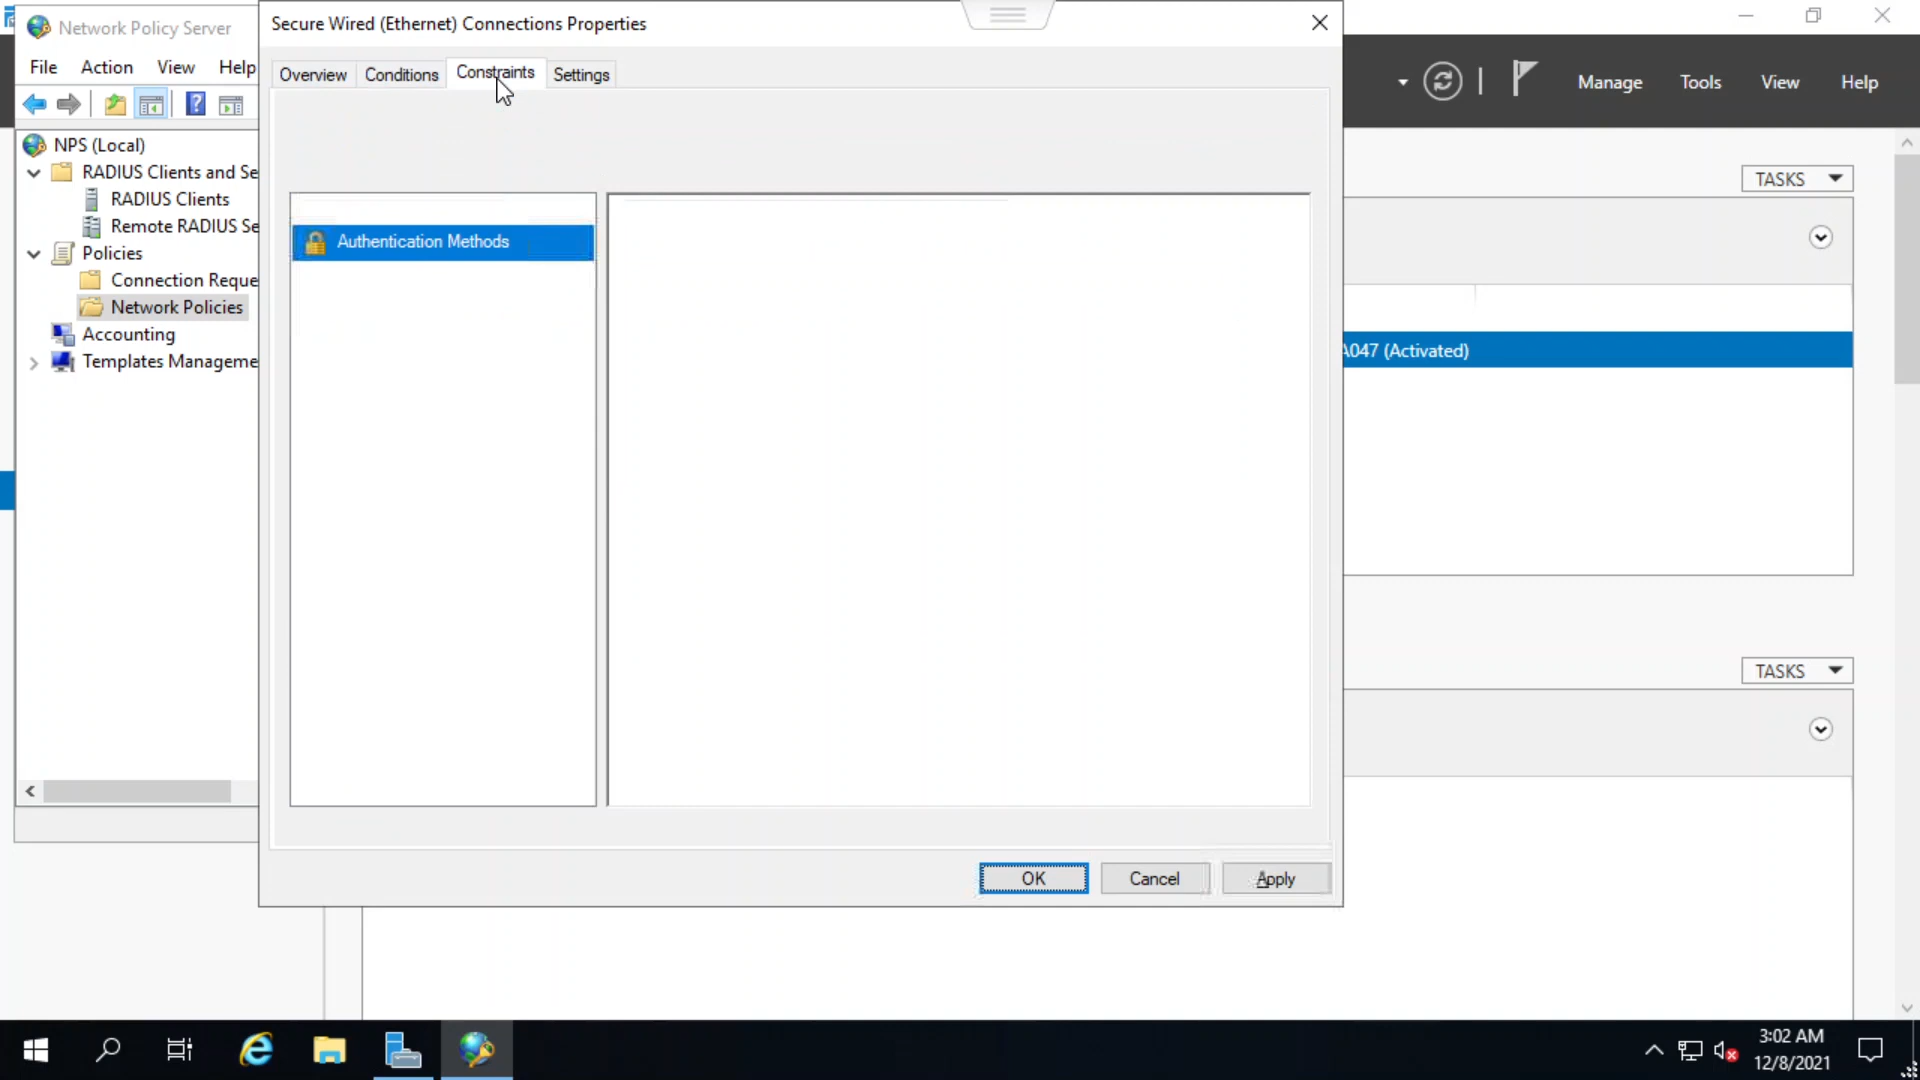 Network Policy Server
File Action View Help
NPS (Local)
RADIUS Clients and Se
RADIUS Clients
Remote RADIUS Se
Policies
Connection Reque
Network Policies
Accounting
Templates Manageme
Secure Wired (Ethernet) Connections Properties
Overview Conditions Constraints Settings
Authentication Methods
OK Cancel Apply
Manage Tools View Help
TASKS
A047 (Activated)
TASKS
3:02 AM
12/8/2021